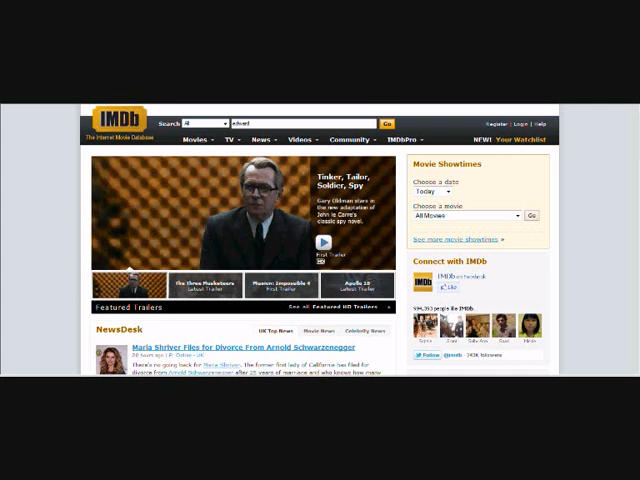 IMDb
The Internet Movie Database
Search All edward Go
Register | Login | Help
Movies TV News Videos Community IMDbPro NEW! Your Watchlist
Tinker, Tailor,
Soldier, Spy
Gary Oldman stars in
the new adaptation of
John le Carre's
classic spy novel.
First Trailer
HD
The Three Musketeers
Latest Trailer
Mission: Impossible 4
First Trailer
Apollo 18
Latest Trailer
Featured Trailers
See all Featured HD Trailers »
NewsDesk
UK Top News Movie News Celebrity News
Maria Shriver Files for Divorce From Arnold Schwarzenegger
20 hours ago
There's no going back for Maria Shriver. The former first lady of California has filed for
divorce from Arnold Schwarzenegger after 25 years of marriage and who knows how many
Movie Showtimes
Choose a date
Today
Choose a movie
All Movies Go
See more movie showtimes »
Connect with IMDb
IMDb on Facebook
Like
people like IMDb.
Follow @imdb followers